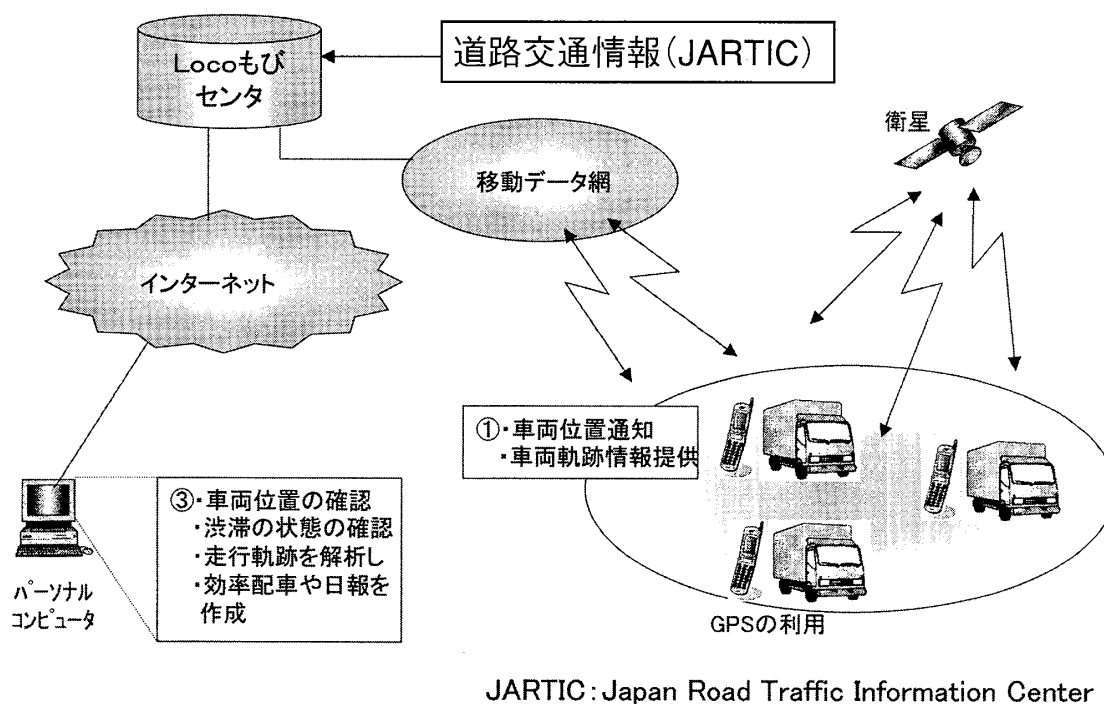 Locoもび
センタ
道路交通情報(JARTIC)
衛星
移動データ網
インターネット
①・車両位置通知
・車両軌跡情報提供
③・車両位置の確認
・渋滞の状態の確認
・走行軌跡を解析し
・効率配車や日報を
作成
パーソナル
コンピュータ
GPSの利用
JARTIC:Japan Road Traffic Information Center